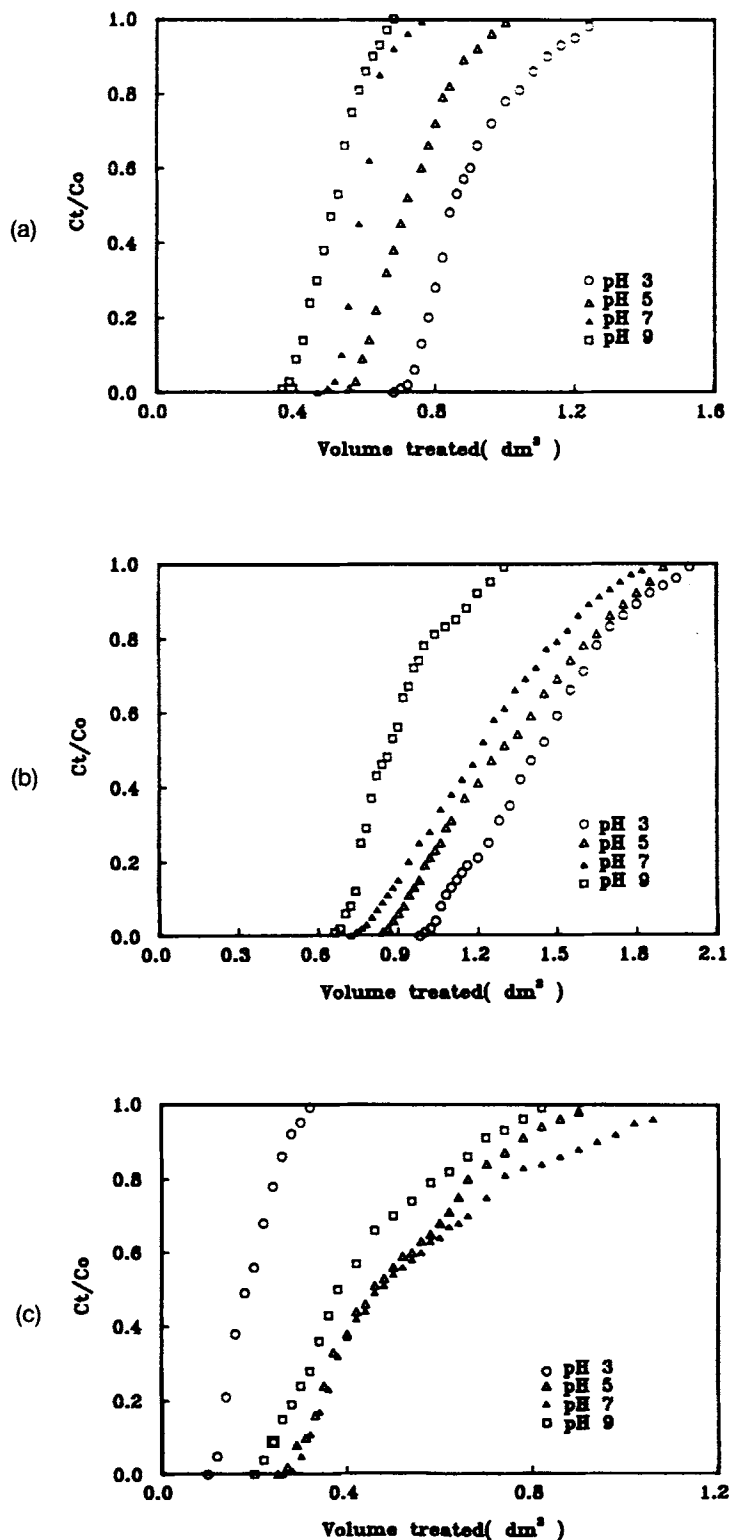 (a)
Ct/Co
1.0
0.8
0.6
0.4
0.2
0.0
pH 3
pH 5
pH 7
pH 9
0.0 0.4 0.8 1.2 1.6
Volume treated( dm³ )
(b)
Ct/Co
1.0
0.8
0.6
0.4
0.2
0.0
pH 3
pH 5
pH 7
pH 9
0.0 0.3 0.6 0.9 1.2 1.5 1.8 2.1
Volume treated( dm³ )
(c)
Ct/Co
1.0
0.8
0.6
0.4
0.2
0.0
pH 3
pH 5
pH 7
pH 9
0.0 0.4 0.8 1.2
Volume treated( dm³ )